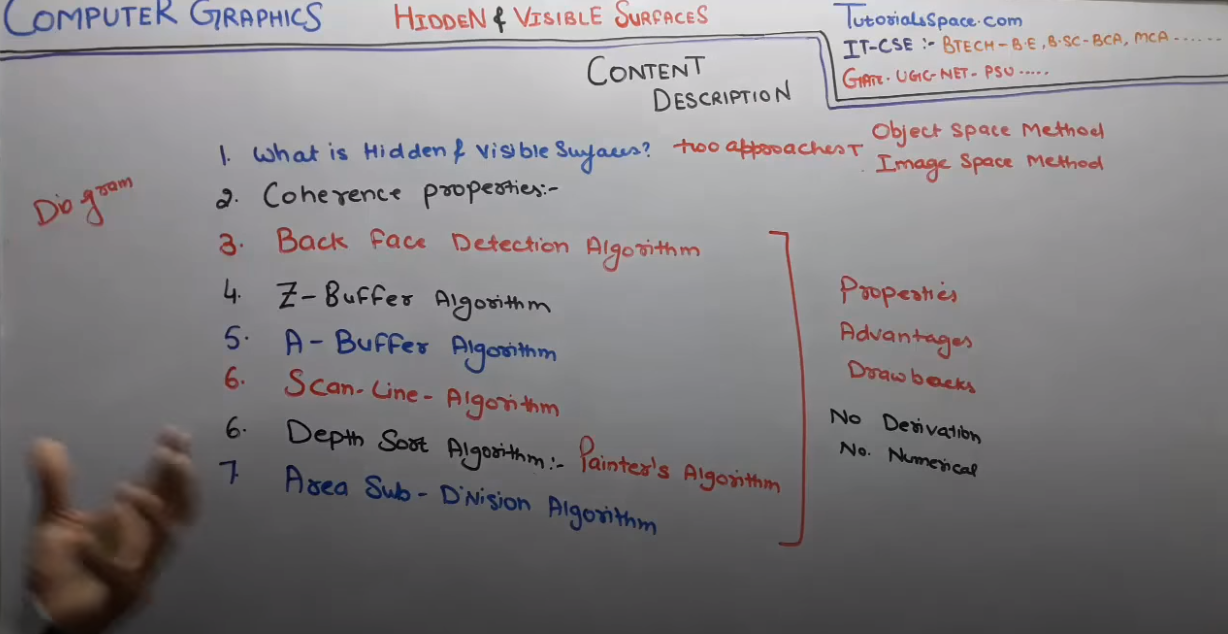 COMPUTER GRAPHICS
HIDDEN & VISIBLE SURFACES
TutorialsSpace.com
IT-CSE :- BTECH-B.E, B.SC-BCA, MCA ......
GATE. UGC-NET- PSU .....
CONTENT
DESCRIPTION
1. What is Hidden & Visible Surfaces? two approaches
Object Space Method
Image Space Method
Diagram
2. Coherence properties:-
3. Back Face Detection Algorithm
4. Z-Buffer Algorithm
5. A-Buffer Algorithm
6. Scan-Line-Algorithm
6. Depth Sort Algorithm:- Painter's Algorithm
7. Area Sub-Division Algorithm
Properties
Advantages
Drawbacks
No Derivation
No. Numerical